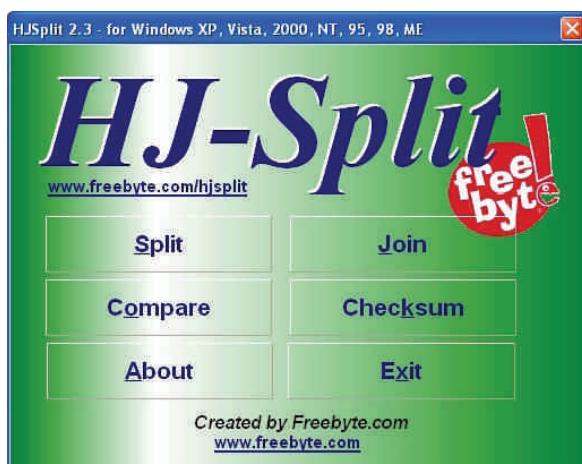 HJSplit 2.3 - for Windows XP, Vista, 2000, NT, 95, 98, ME
HJ-Split
free
byte!
www.freebyte.com/hjsplit
Split Join
Compare Checksum
About Exit
Created by Freebyte.com
www.freebyte.com